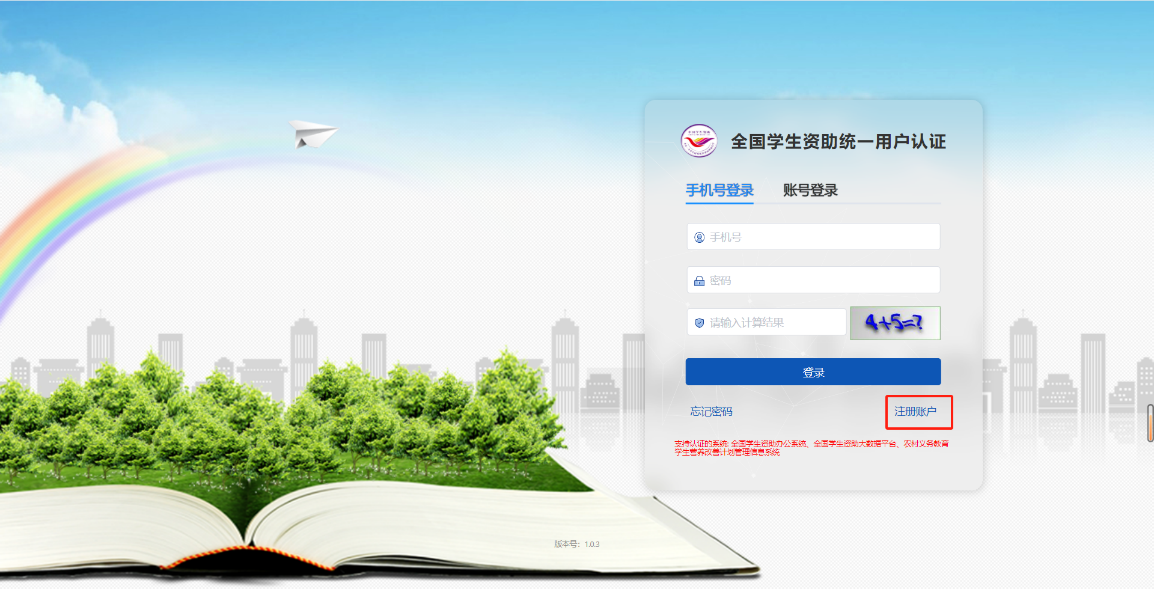 全国学生资助统一用户认证
手机号登录 账号登录
手机号
密码
请输入计算结果 4+5=?
登录
忘记密码 注册账户
支持认证的系统: 全国学生资助办公系统、全国学生资助大数据平台、农村义务教育
学生营养改善计划管理信息系统
版本号: 1.0.3